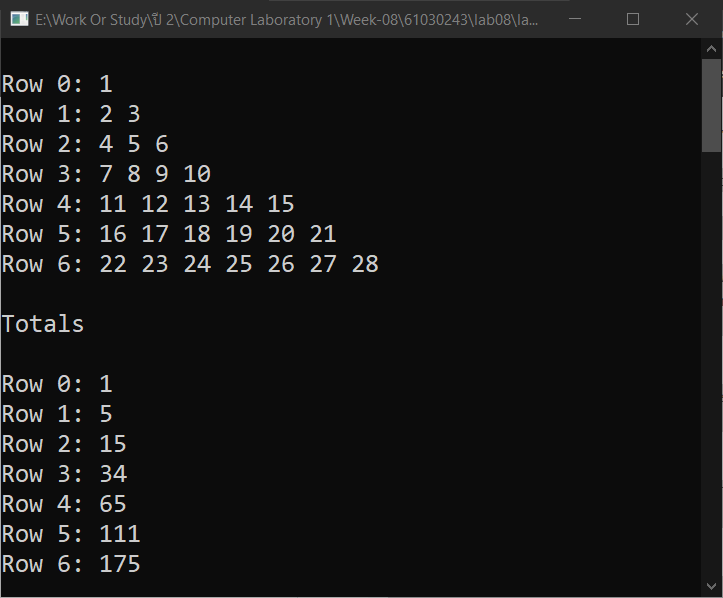 E:\Work Or Study\ปี 2\Computer Laboratory 1\Week-08\61030243\lab08\la...
Row 0: 1
Row 1: 2 3
Row 2: 4 5 6
Row 3: 7 8 9 10
Row 4: 11 12 13 14 15
Row 5: 16 17 18 19 20 21
Row 6: 22 23 24 25 26 27 28
Totals
Row 0: 1
Row 1: 5
Row 2: 15
Row 3: 34
Row 4: 65
Row 5: 111
Row 6: 175